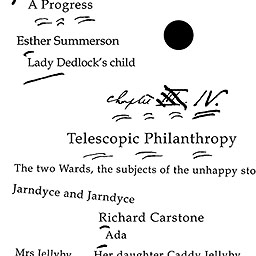 A Progress
Esther Summerson
Lady Dedlock's child
Chapter IV.
Telescopic Philanthropy
The two Wards, the subjects of the unhappy sto
Jarndyce and Jarndyce
Richard Carstone
Ada
Mrs Jellyby Her daughter Caddy Jellyby